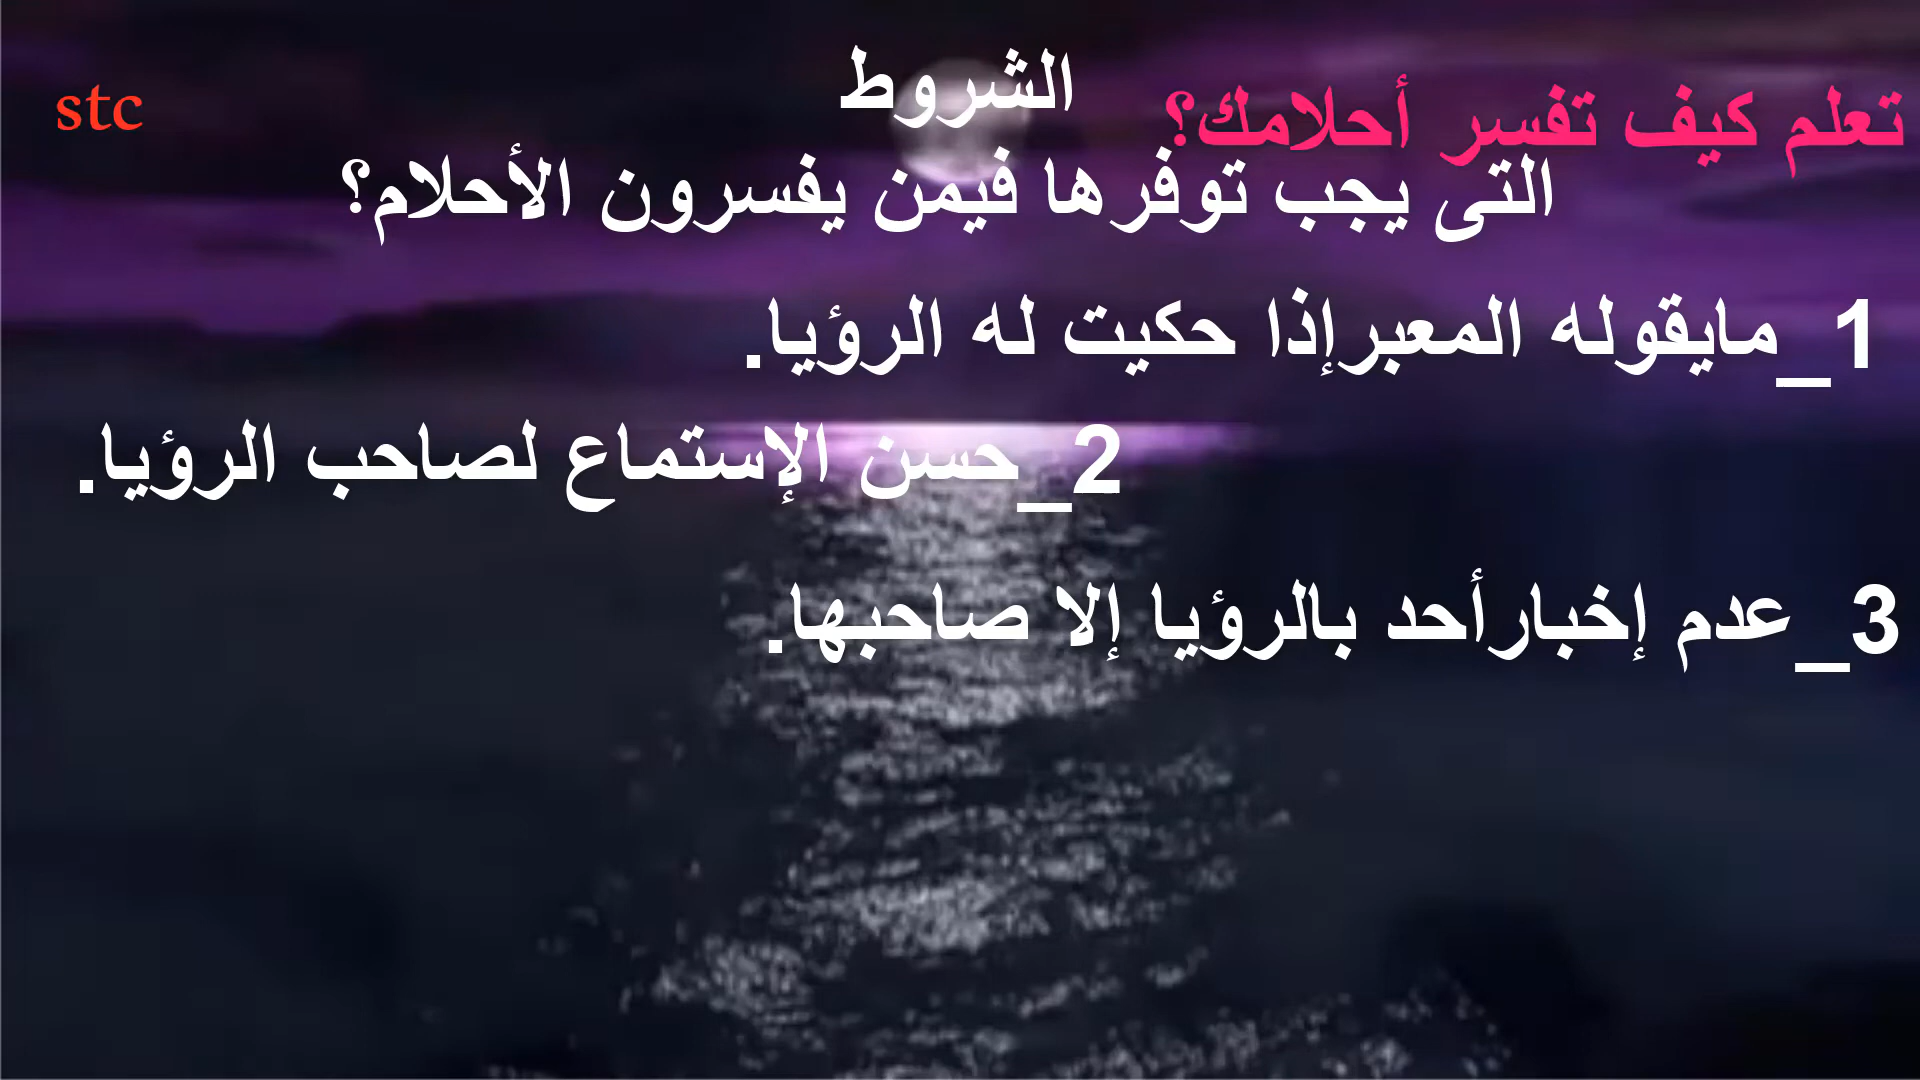 stc
تعلم كيف تفسر أحلامك؟
الشروط
التى يجب توفرها فيمن يفسرون الأحلام؟
1_مايقوله المعبرإذا حكيت له الرؤيا.
2_حسن الإستماع لصاحب الرؤيا.
3_عدم إخبارأحد بالرؤيا إلا صاحبها.